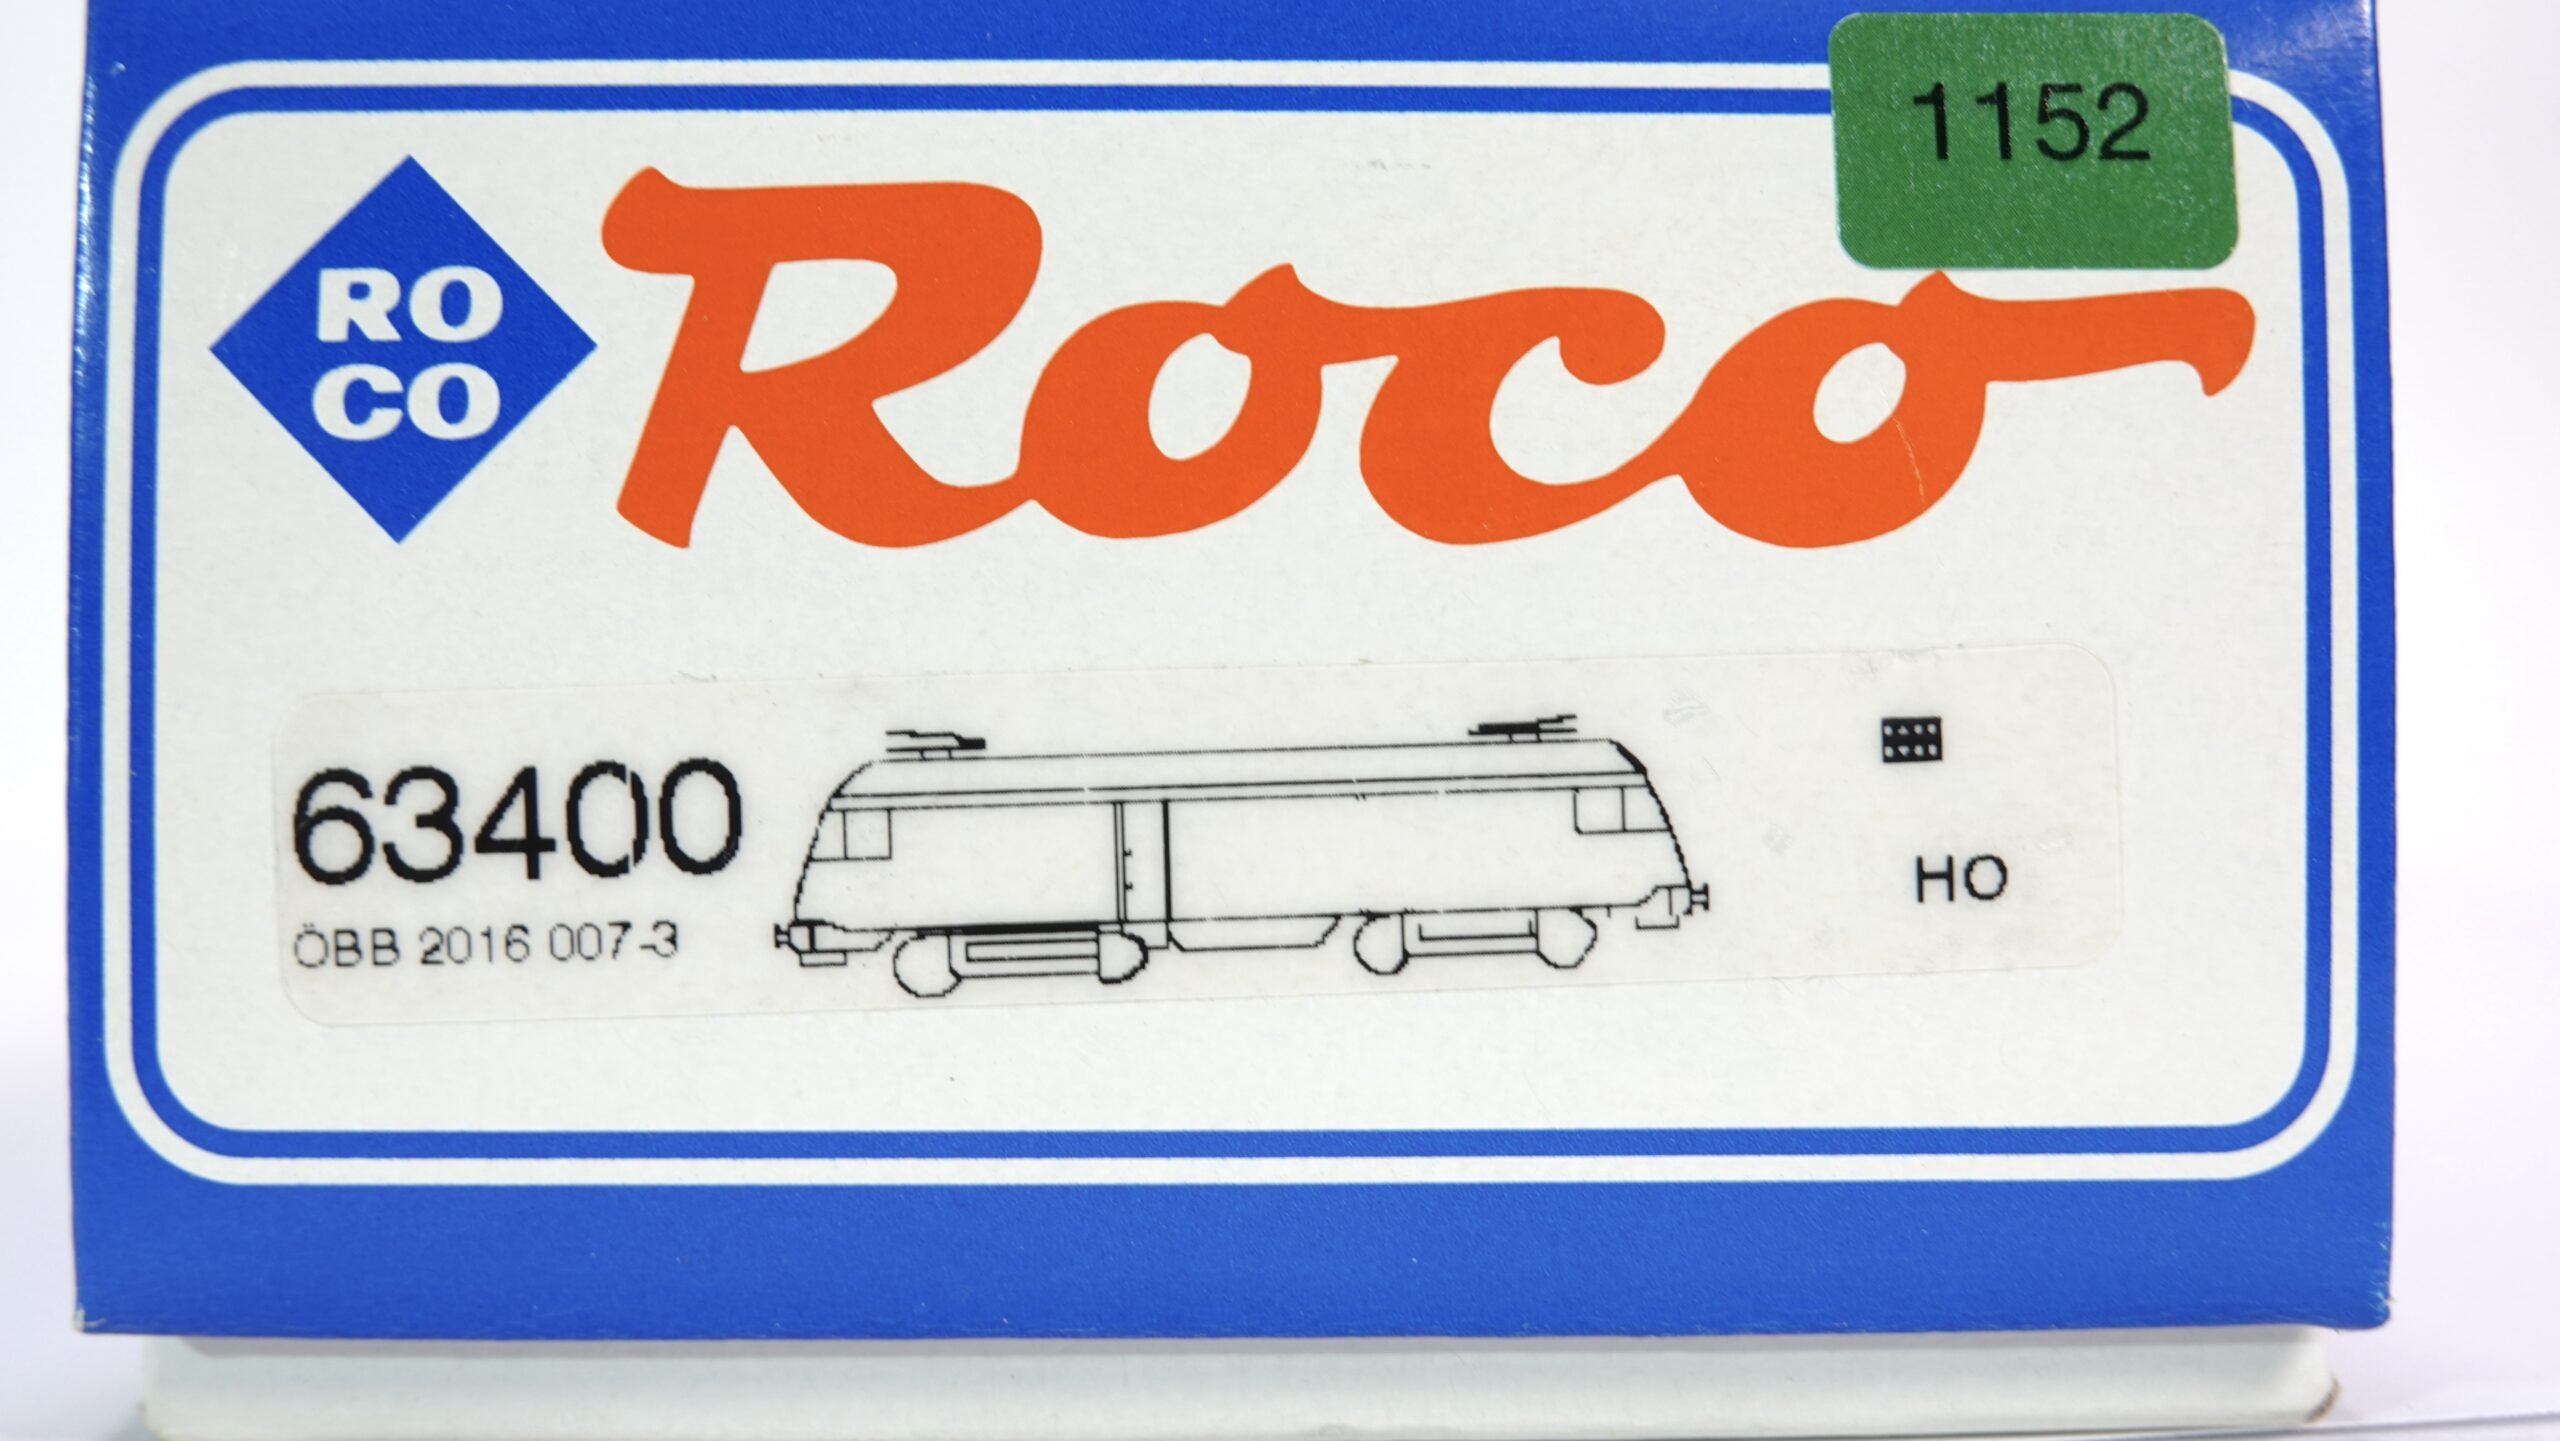 1152
RO
CO
Roco
63400
ÖBB 2016 007-3
HO